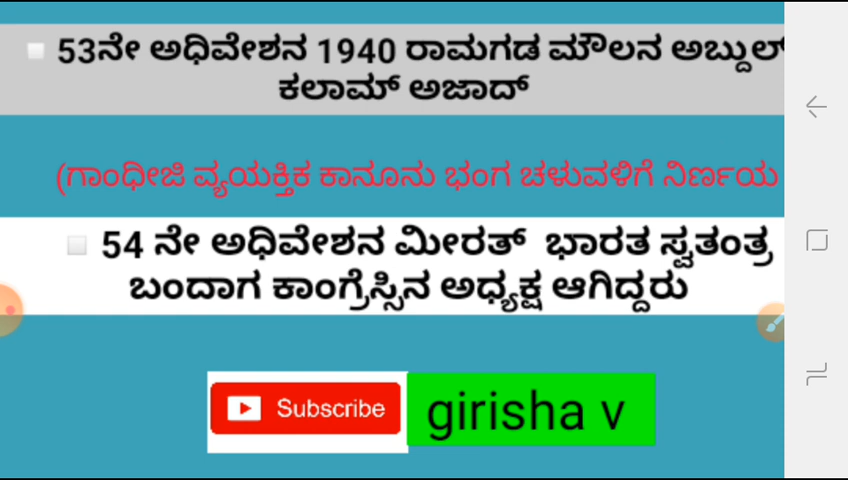 53ನೇ ಅಧಿವೇಶನ 1940 ರಾಮಗಡ ಮೌಲನ ಅಬ್ದುಲ್
ಕಲಾಮ್ ಅಜಾದ್
(ಗಾಂಧೀಜಿ ವ್ಯಯಕ್ತಿಕ ಕಾನೂನು ಭಂಗ ಚಳುವಳಿಗೆ ನಿರ್ಣಯ
54 ನೇ ಅಧಿವೇಶನ ಮೀರತ್ ಭಾರತ ಸ್ವತಂತ್ರ
ಬಂದಾಗ ಕಾಂಗ್ರೆಸ್ಸಿನ ಅಧ್ಯಕ್ಷ ಆಗಿದ್ದರು
Subscribe girisha v